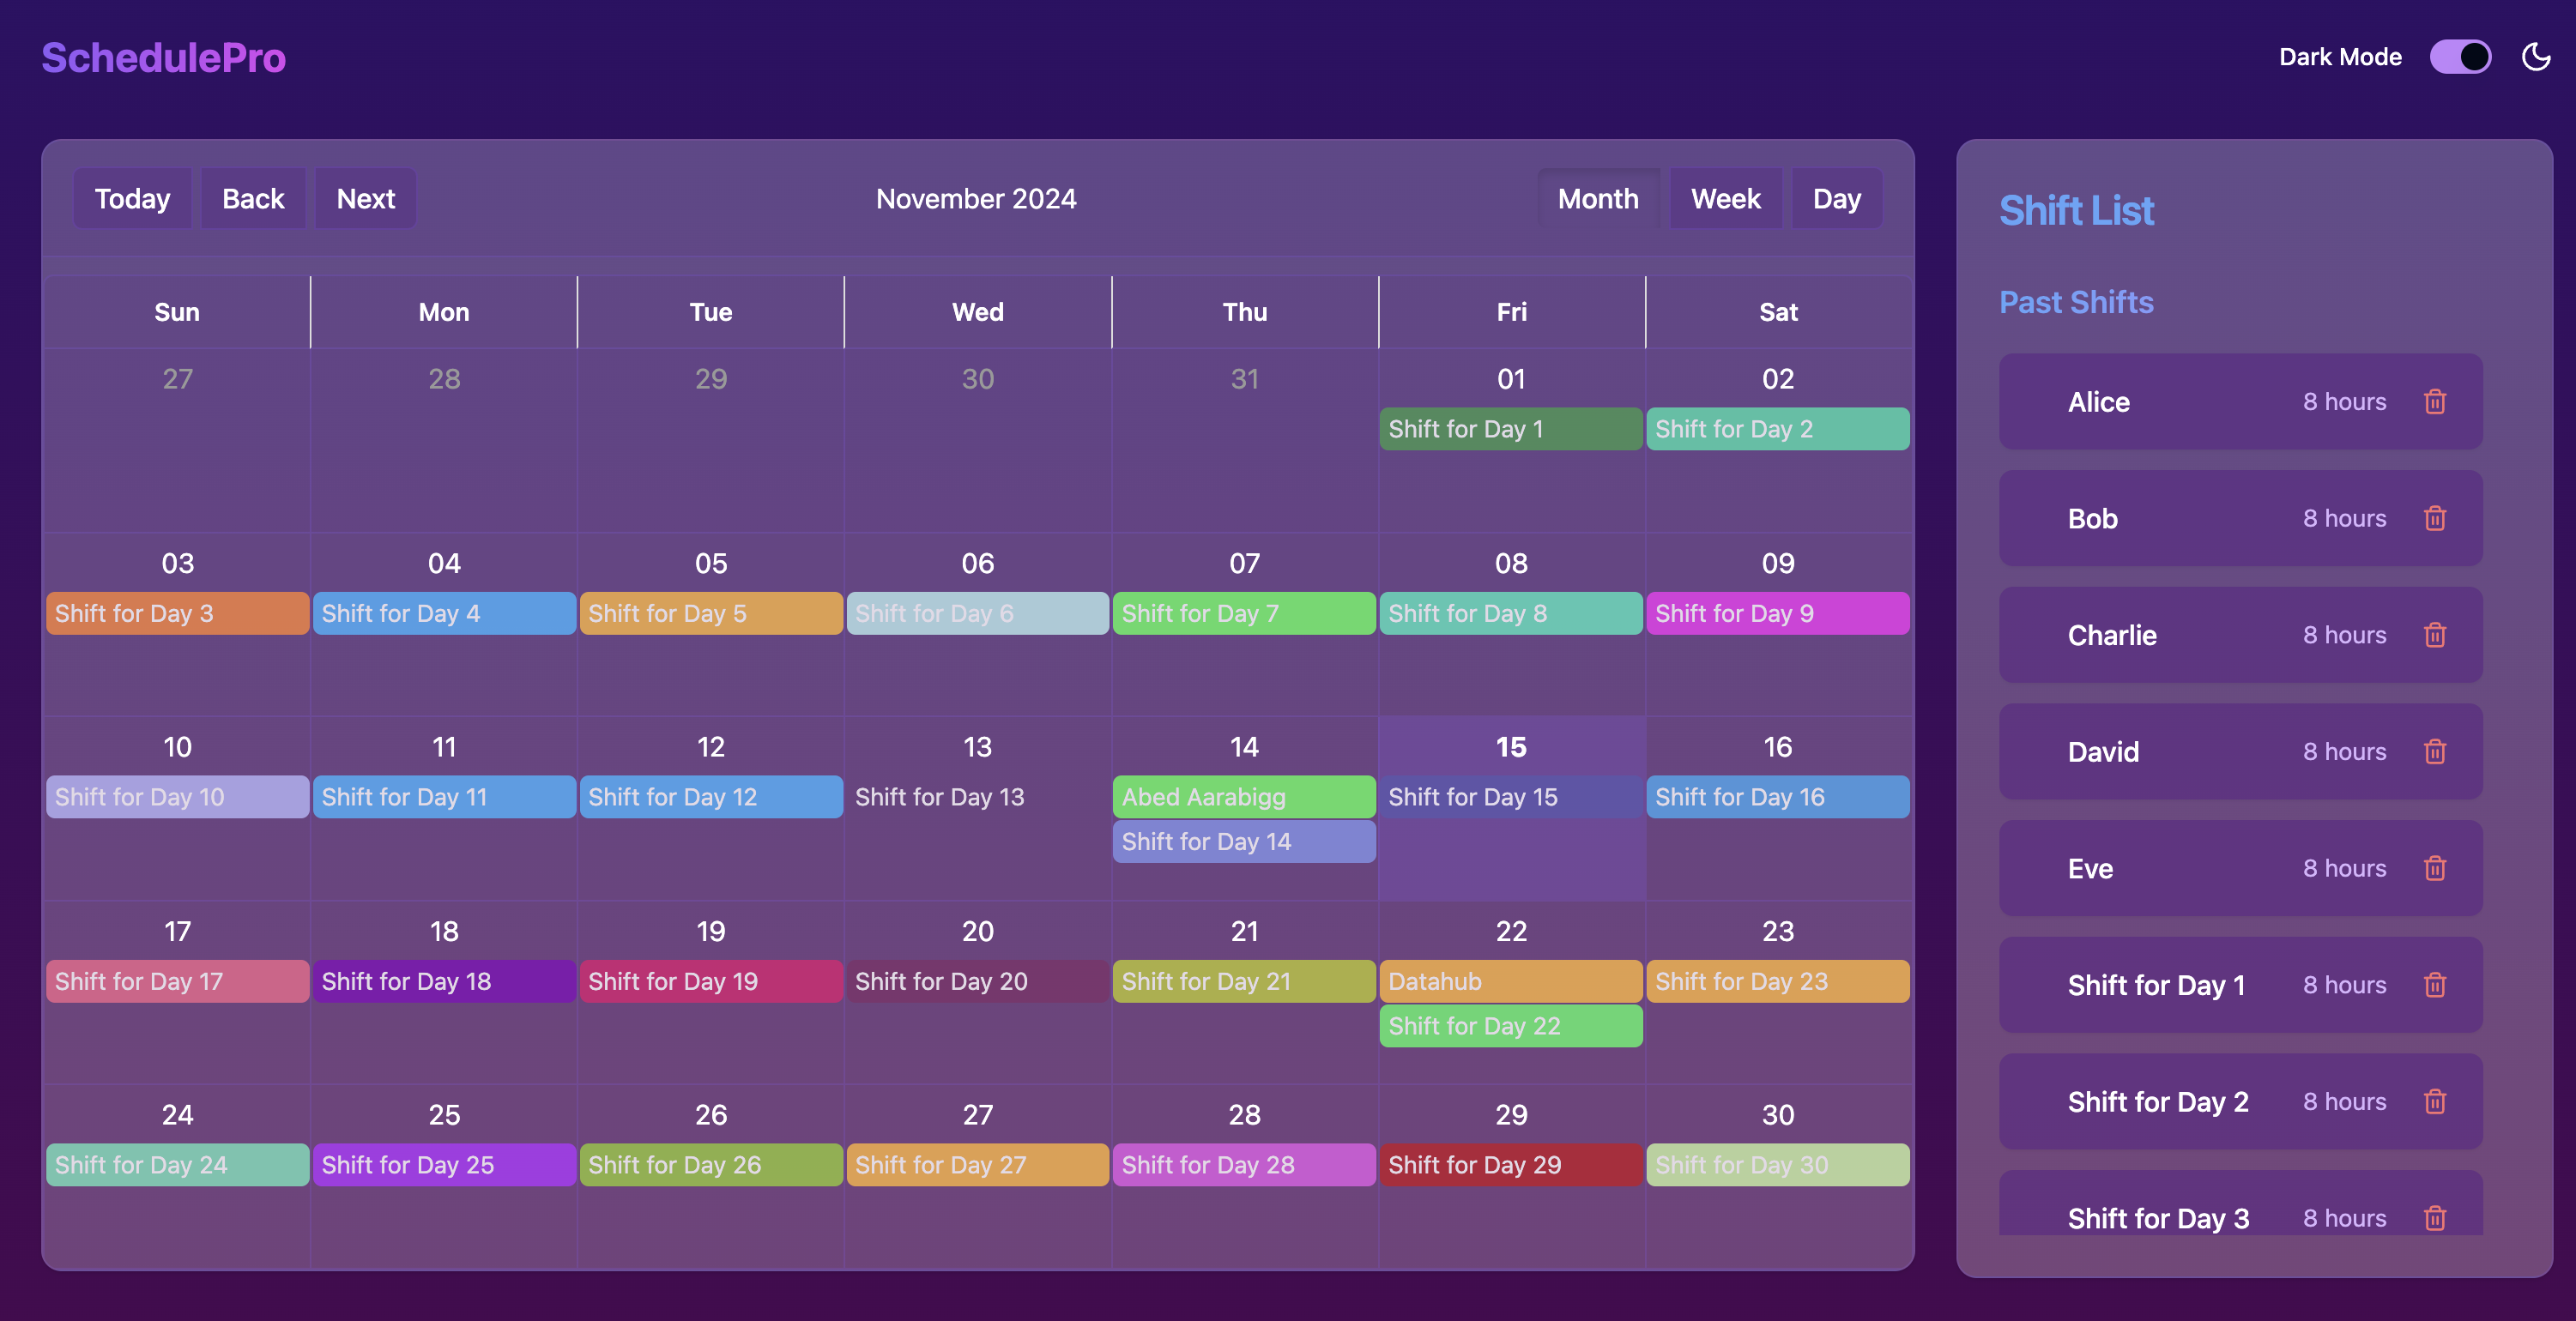 SchedulePro
Dark Mode
Today Back Next
November 2024
Month Week Day
Sun Mon Tue Wed Thu Fri Sat
27 28 29 30 31 01 02
Shift for Day 1 Shift for Day 2
03 04 05 06 07 08 09
Shift for Day 3 Shift for Day 4 Shift for Day 5 Shift for Day 6 Shift for Day 7 Shift for Day 8 Shift for Day 9
10 11 12 13 14 15 16
Shift for Day 10 Shift for Day 11 Shift for Day 12 Shift for Day 13 Abed Aarabigg Shift for Day 15 Shift for Day 16
Shift for Day 14
17 18 19 20 21 22 23
Shift for Day 17 Shift for Day 18 Shift for Day 19 Shift for Day 20 Shift for Day 21 Datahub Shift for Day 23
Shift for Day 22
24 25 26 27 28 29 30
Shift for Day 24 Shift for Day 25 Shift for Day 26 Shift for Day 27 Shift for Day 28 Shift for Day 29 Shift for Day 30
Shift List
Past Shifts
Alice 8 hours
Bob 8 hours
Charlie 8 hours
David 8 hours
Eve 8 hours
Shift for Day 1 8 hours
Shift for Day 2 8 hours
Shift for Day 3 8 hours